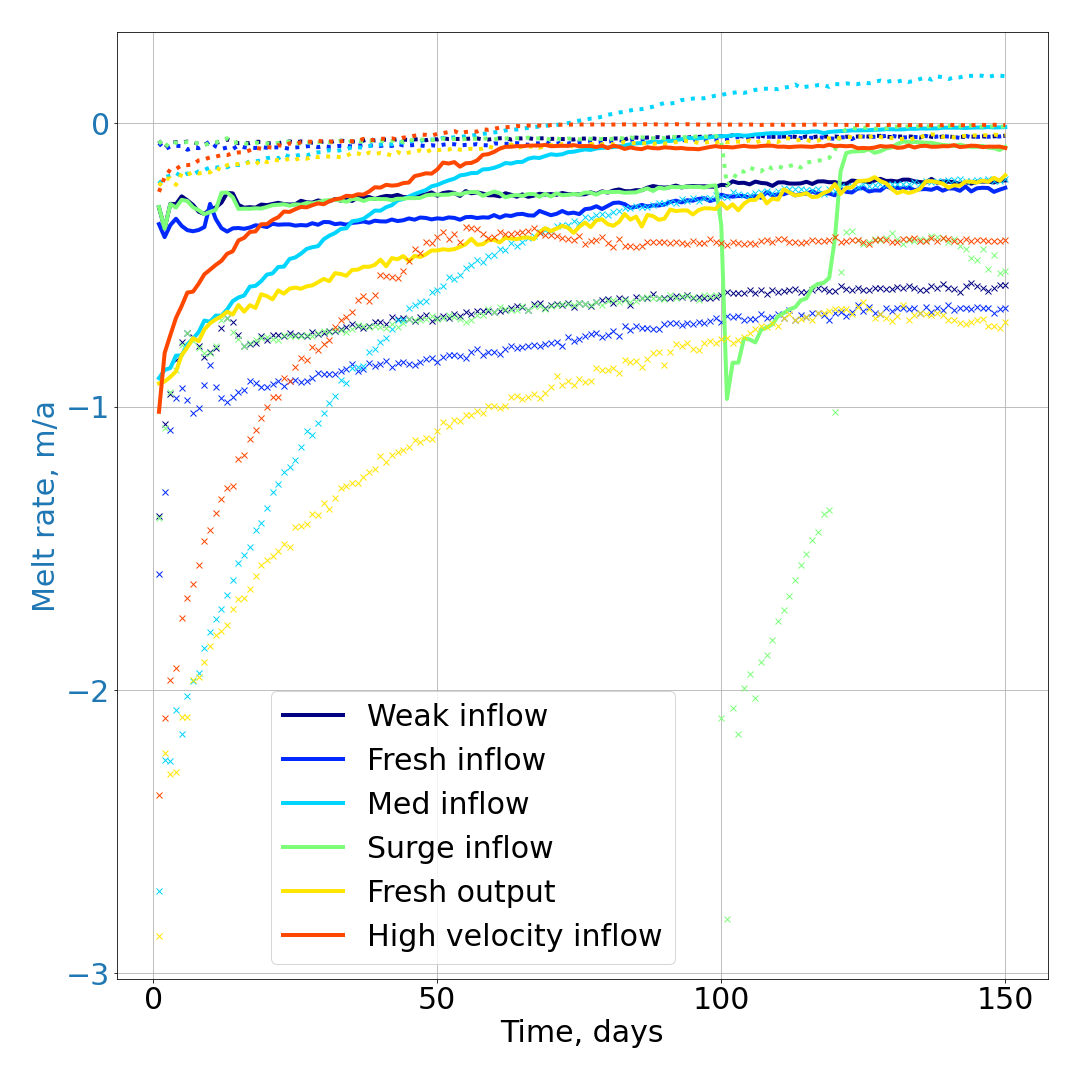 0
−1
−2
−3
Melt rate, m/a
Weak inflow
Fresh inflow
Med inflow
Surge inflow
Fresh output
High velocity inflow
0 50 100 150
Time, days